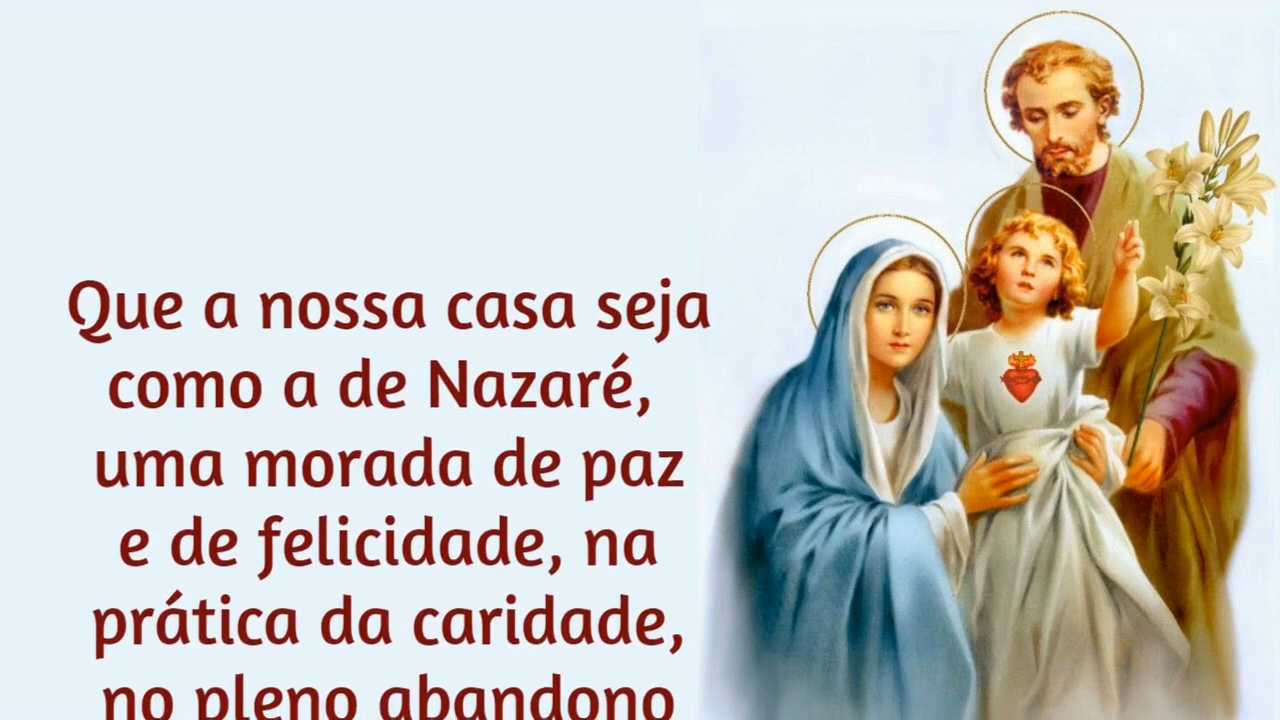 Que a nossa casa seja
como a de Nazaré,
uma morada de paz
e de felicidade, na
prática da caridade,
no pleno abandono